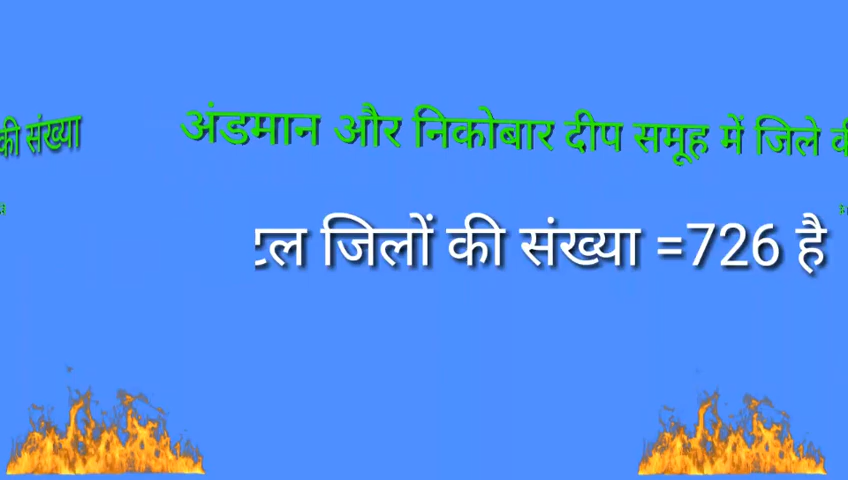 की संख्या अंडमान और निकोबार दीप समूह में जिले
जिलों की संख्या =726 है